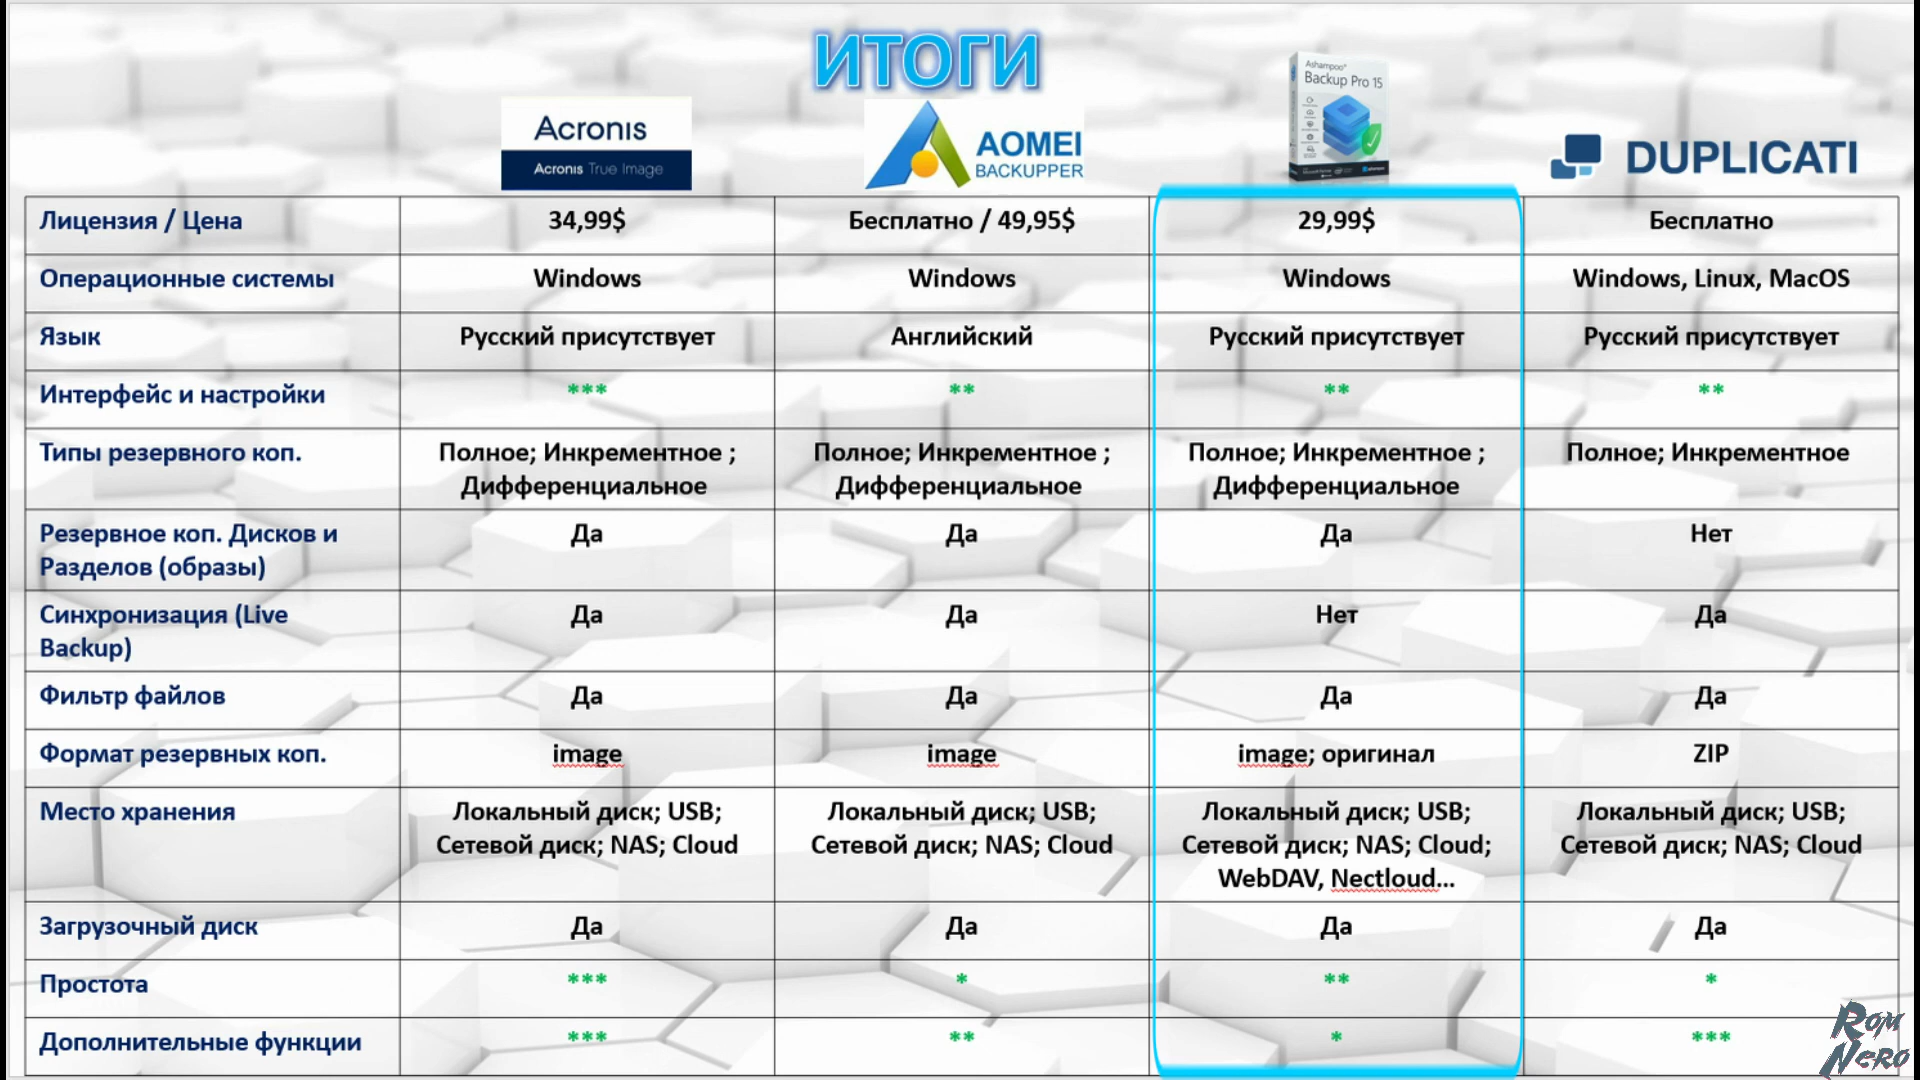 ИТОГИ
Acronis
Acronis True Image
AOMEI
BACKUPPER
Ashampoo®
Backup Pro 15
DUPLICATI
Лицензия / Цена
34,99$
Бесплатно / 49,95$
29,99$
Бесплатно
Операционные системы
Windows
Windows
Windows
Windows, Linux, MacOS
Язык
Русский присутствует
Английский
Русский присутствует
Русский присутствует
Интерфейс и настройки
***
**
**
**
Типы резервного коп.
Полное; Инкрементное ;
Дифференциальное
Полное; Инкрементное ;
Дифференциальное
Полное; Инкрементное ;
Дифференциальное
Полное; Инкрементное
Резервное коп. Дисков и
Разделов (образы)
Да
Да
Да
Нет
Синхронизация (Live
Backup)
Да
Да
Нет
Да
Фильтр файлов
Да
Да
Да
Да
Формат резервных коп.
image
image
image; оригинал
ZIP
Место хранения
Локальный диск; USB;
Сетевой диск; NAS; Cloud
Локальный диск; USB;
Сетевой диск; NAS; Cloud
Локальный диск; USB;
Сетевой диск; NAS; Cloud;
WebDAV, Nectloud...
Локальный диск; USB;
Сетевой диск; NAS; Cloud
Загрузочный диск
Да
Да
Да
Да
Простота
***
*
**
*
Дополнительные функции
***
**
*
***
Rom
Nero